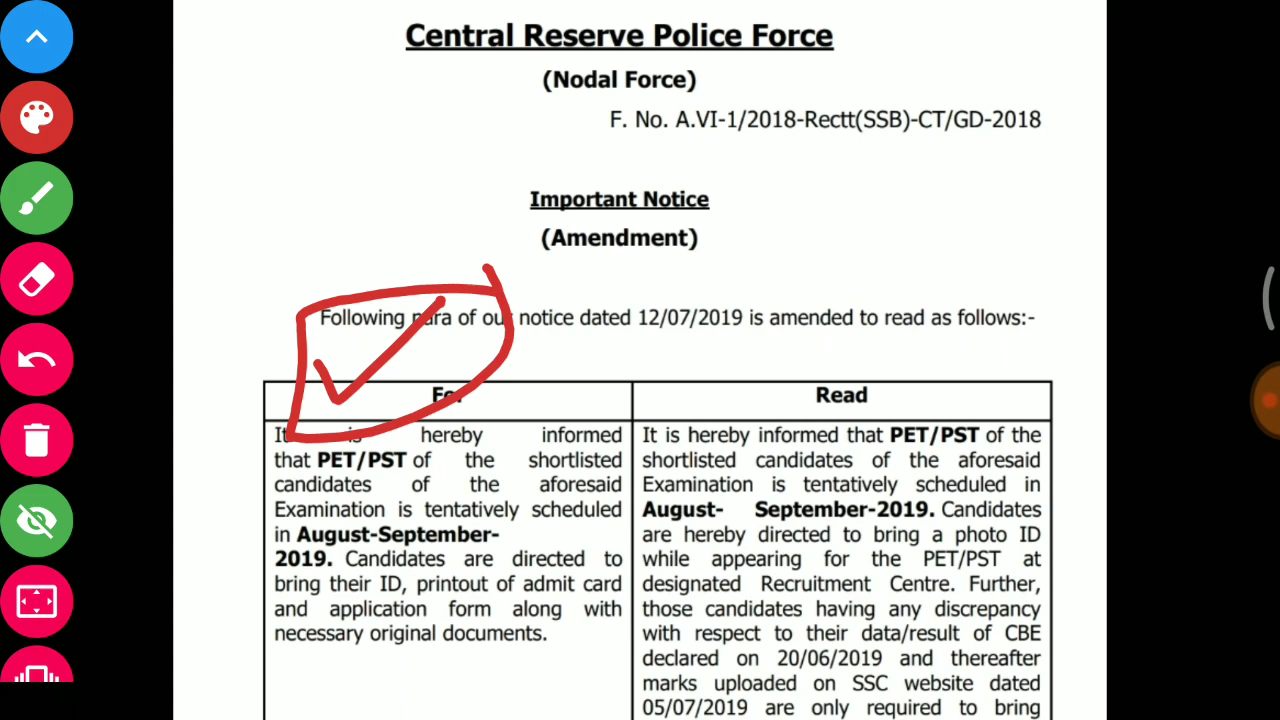 Central Reserve Police Force
(Nodal Force)
F. No. A.VI-1/2018-Rectt(SSB)-CT/GD-2018
Important Notice
(Amendment)
Following para of our notice dated 12/07/2019 is amended to read as follows:-
For
It is hereby informed
that PET/PST of the shortlisted
candidates of the aforesaid
Examination is tentatively scheduled
in August-September-
2019. Candidates are directed to
bring their ID, printout of admit card
and application form along with
necessary original documents.
Read
It is hereby informed that PET/PST of the
shortlisted candidates of the aforesaid
Examination is tentatively scheduled in
August- September-2019. Candidates
are hereby directed to bring a photo ID
while appearing for the PET/PST at
designated Recruitment Centre. Further,
those candidates having any discrepancy
with respect to their data/result of CBE
declared on 20/06/2019 and thereafter
marks uploaded on SSC website dated
05/07/2019 are only required to bring